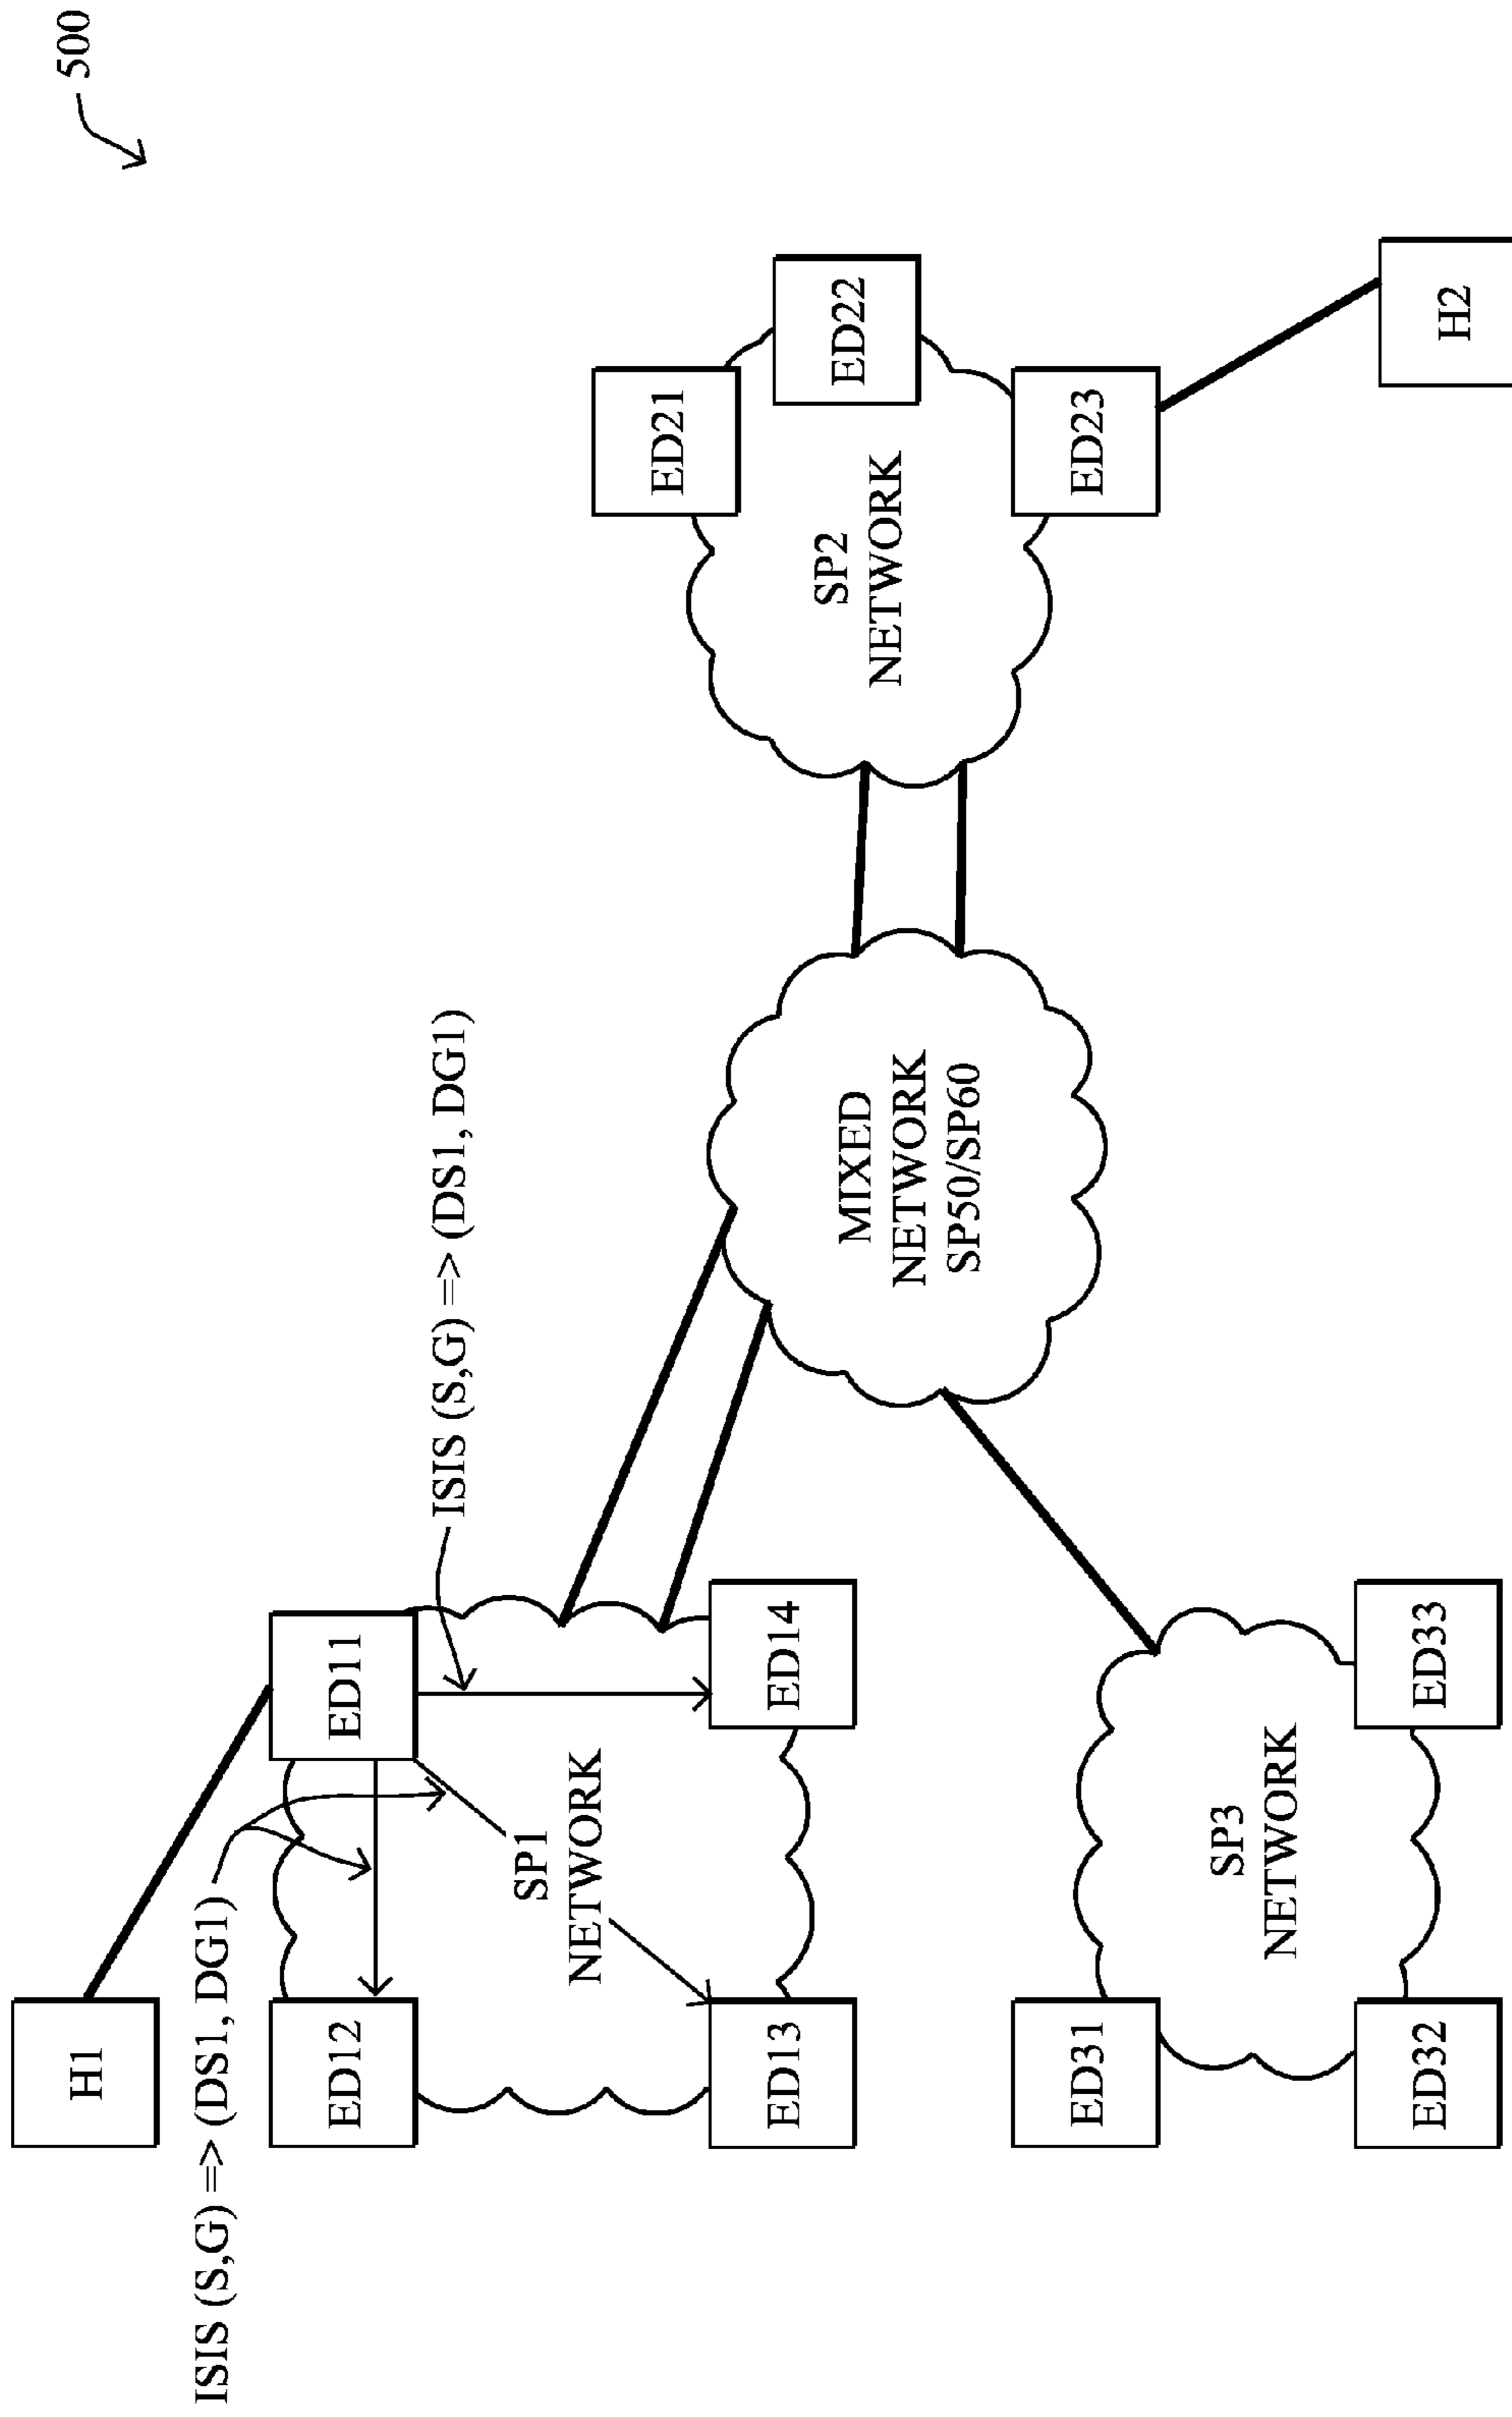 500
H1
ISIS (S,G) => (DS1, DG1)
ED12
ED11
ISIS (S,G) => (DS1, DG1)
SP1
NETWORK
ED13
ED14
ED21
ED22
SP2
NETWORK
ED23
MIXED
NETWORK
SP50/SP60
ED31
SP3
NETWORK
ED32
ED33
H2